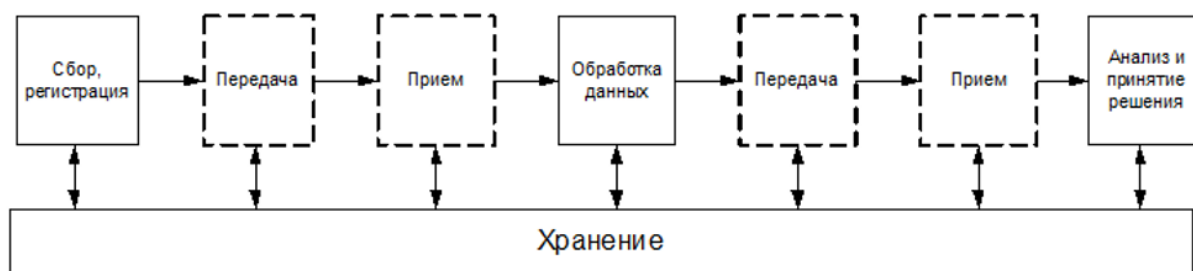 Сбор,
регистрация
Передача
Прием
Обработка
данных
Передача
Прием
Анализ и
принятие
решения
Хранение